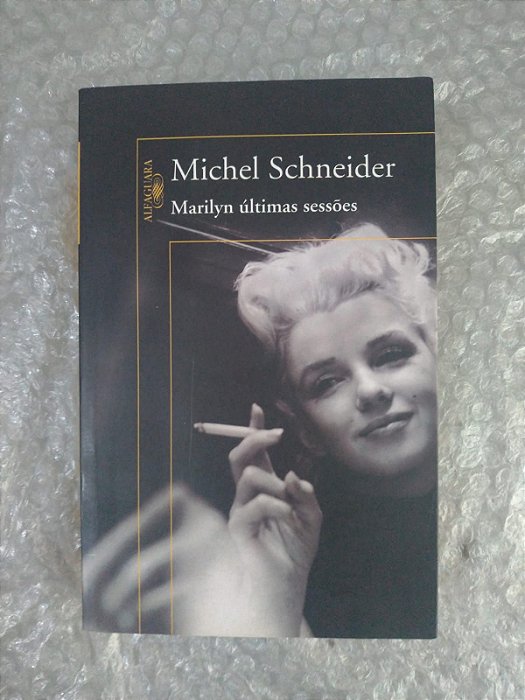 ALFAGUARA
Michel Schneider
Marilyn últimas sessões